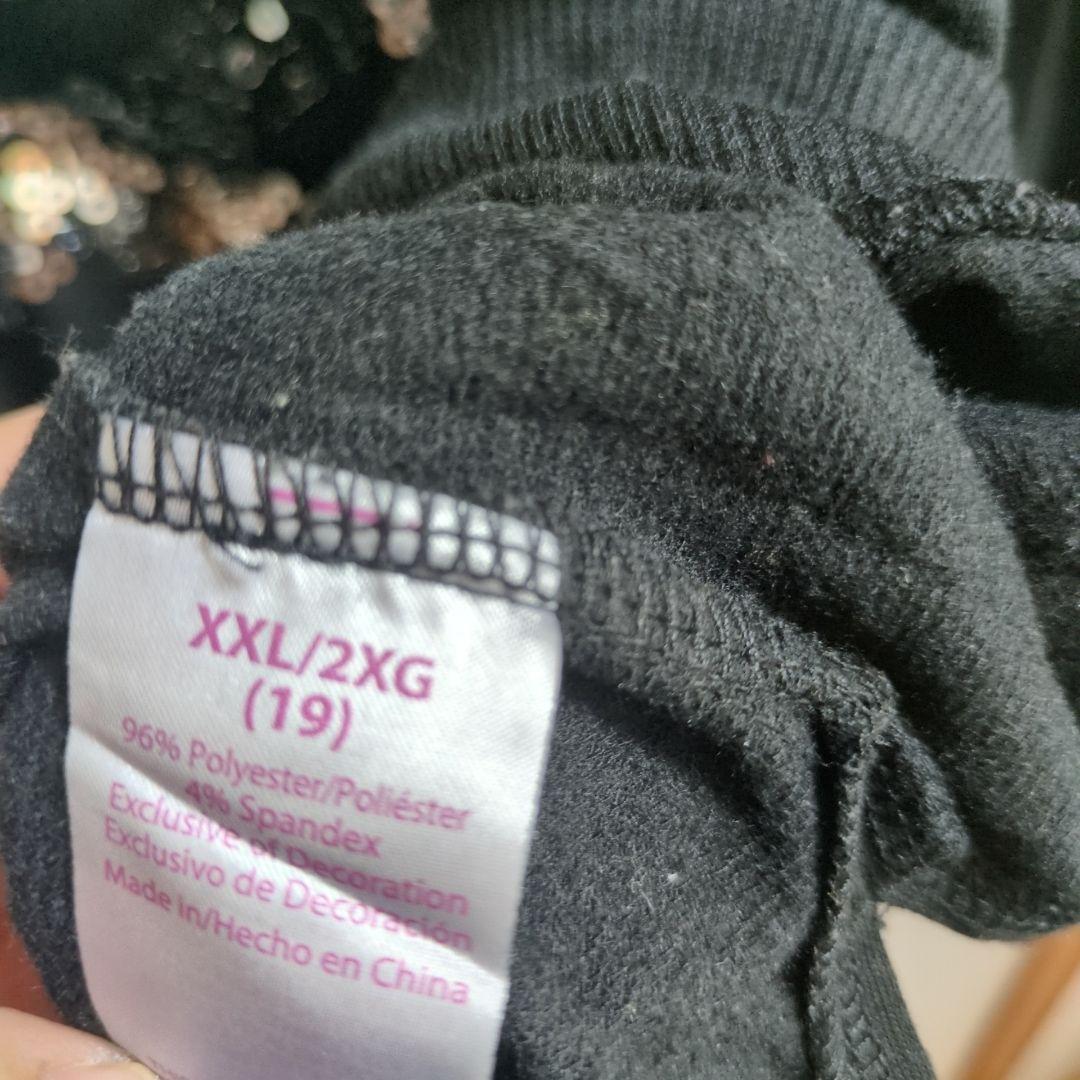 XXL/2XG
(19)
96% Polyester/Poliéster
4% Spandex
Exclusive of Decoration
Exclusivo de Decoración
Made in/Hecho en China